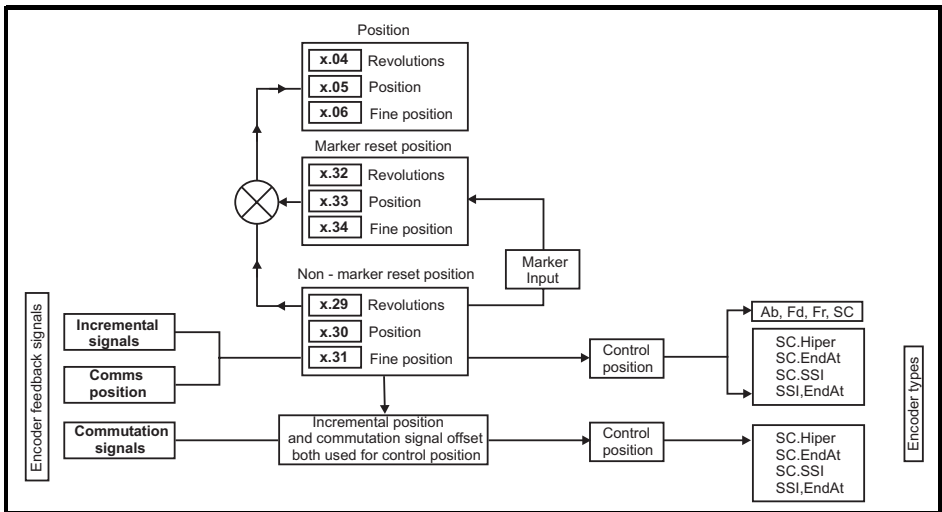 Position
x.04 Revolutions
x.05 Position
x.06 Fine position
Marker reset position
x.32 Revolutions
x.33 Position
x.34 Fine position
Marker
Input
Non - marker reset position
x.29 Revolutions
x.30 Position
x.31 Fine position
Encoder feedback signals
Incremental
signals
Comms
position
Commutation
signals
Incremental position
and commutation signal offset
both used for control position
Control
position
Control
position
Ab, Fd, Fr, SC
SC.Hiper
SC.EndAt
SC.SSI
SSI,EndAt
SC.Hiper
SC.EndAt
SC.SSI
SSI,EndAt
Encoder types